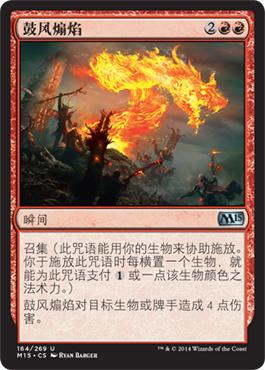 鼓风煽焰 2
瞬间 M15
召集（此咒语能用你的生物来协助施放。
你于施放此咒语时每横置一个生物，就
能为此咒语支付 1 或一点该生物颜色之
法术力。）
鼓风煽焰对目标生物或牌手造成 4 点伤
害。
164/269 U
M15 • CS RYAN BARGER
™ & © 2014 Wizards of the Coast